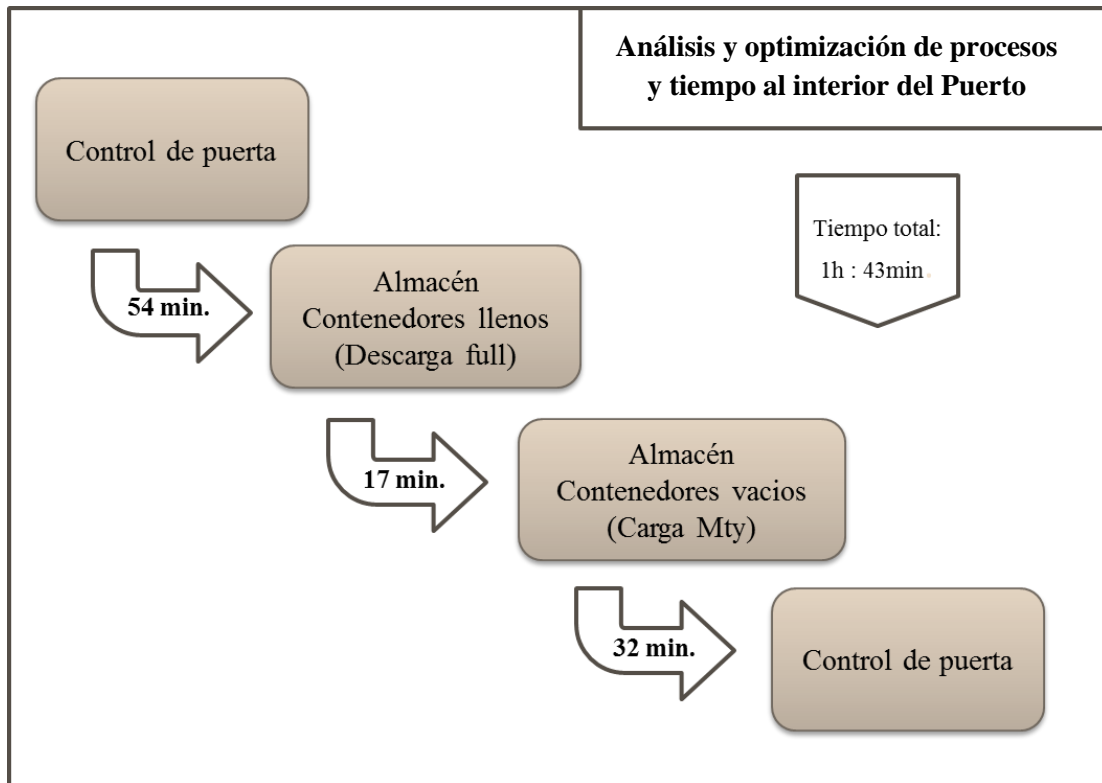 Análisis y optimización de procesos
y tiempo al interior del Puerto
Control de puerta
Tiempo total:
1h : 43min.
54 min.
Almacén
Contenedores llenos
(Descarga full)
17 min.
Almacén
Contenedores vacios
(Carga Mty)
32 min.
Control de puerta